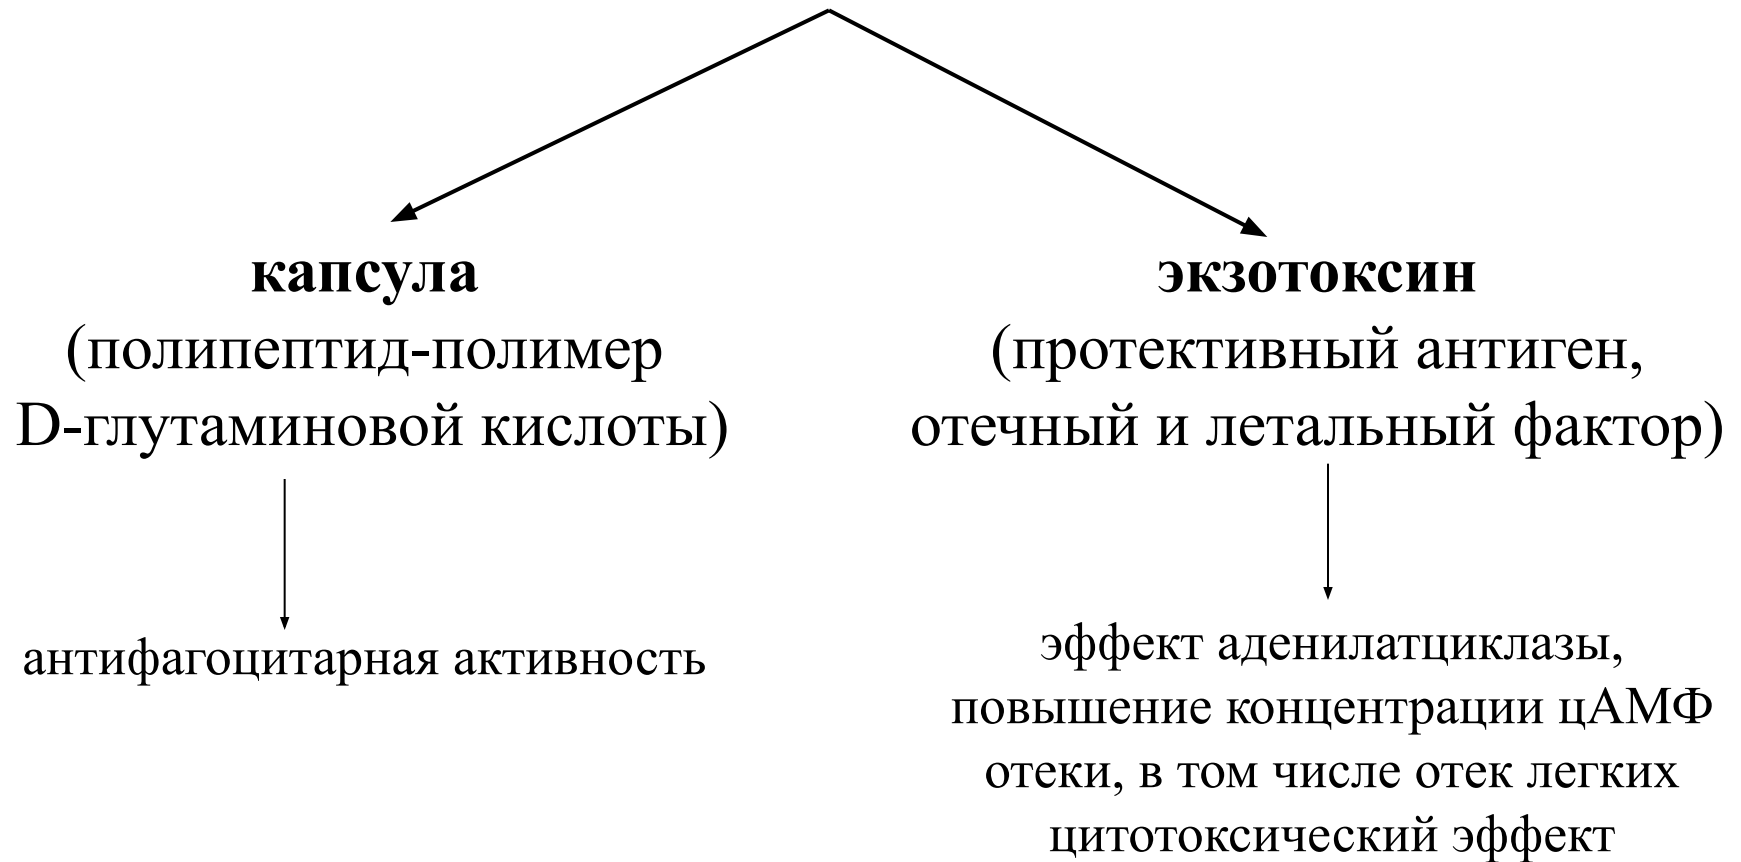 капсула
(полипептид-полимер
D-глутаминовой кислоты)
антифагоцитарная активность
экзотоксин
(протективный антиген,
отечный и летальный фактор)
эффект аденилатциклазы,
повышение концентрации цАМФ
отеки, в том числе отек легких
цитотоксический эффект